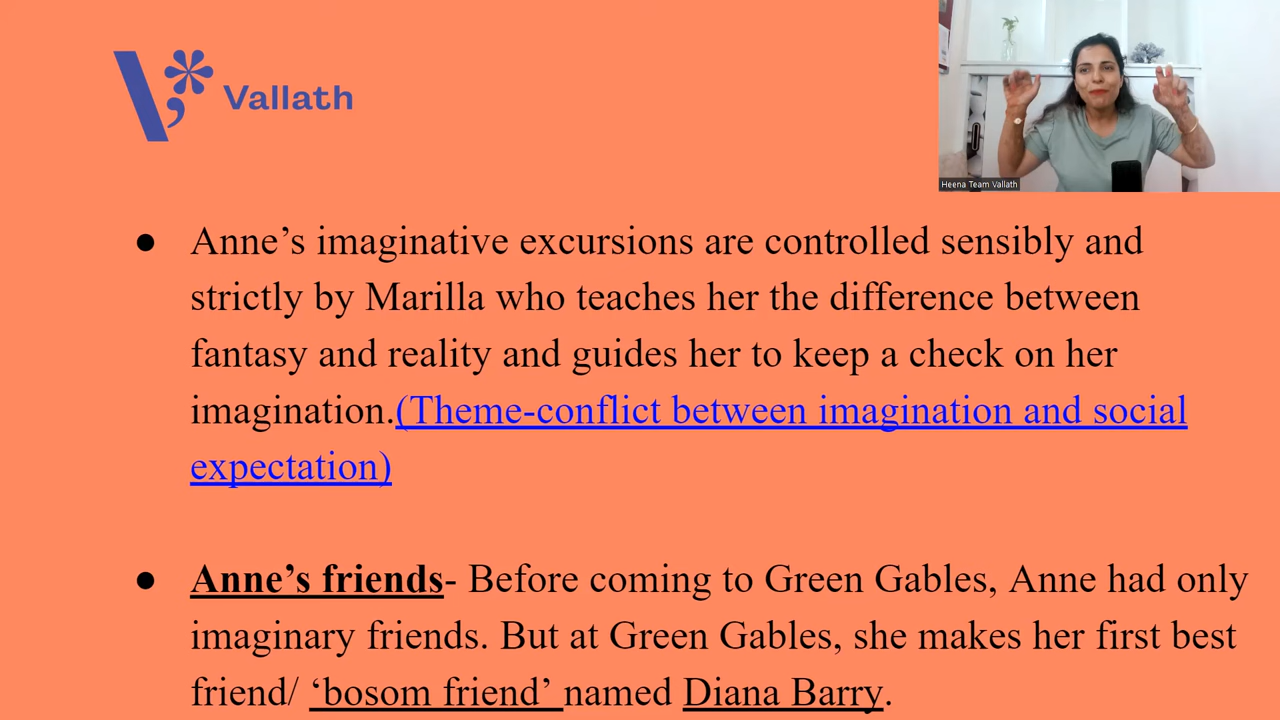 Vallath
Heena Team Vallath
● Anne’s imaginative excursions are controlled sensibly and
strictly by Marilla who teaches her the difference between
fantasy and reality and guides her to keep a check on her
imagination.(Theme-conflict between imagination and social
expectation)
● Anne’s friends- Before coming to Green Gables, Anne had only
imaginary friends. But at Green Gables, she makes her first best
friend/ ‘bosom friend’ named Diana Barry.